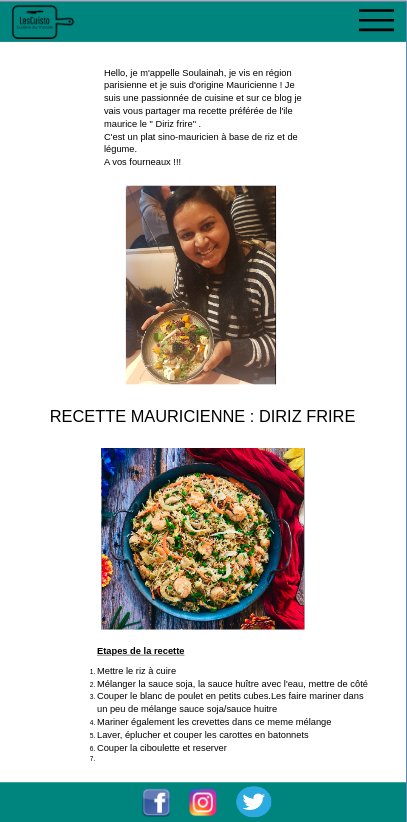 LesCuisto
Hello, je m'appelle Soulainah, je vis en région
parisienne et je suis d'origine Mauricienne ! Je
suis une passionnée de cuisine et sur ce blog je
vais vous partager ma recette préférée de l'ile
maurice le " Diriz frire" .
C'est un plat sino-mauricien à base de riz et de
légume.
A vos fourneaux !!!
RECETTE MAURICIENNE : DIRIZ FRIRE
Etapes de la recette
1. Mettre le riz à cuire
2. Mélanger la sauce soja, la sauce huître avec l'eau, mettre de côté
3. Couper le blanc de poulet en petits cubes.Les faire mariner dans
un peu de mélange sauce soja/sauce huitre
4. Mariner également les crevettes dans ce meme mélange
5. Laver, éplucher et couper les carottes en batonnets
6. Couper la ciboulette et reserver
7.